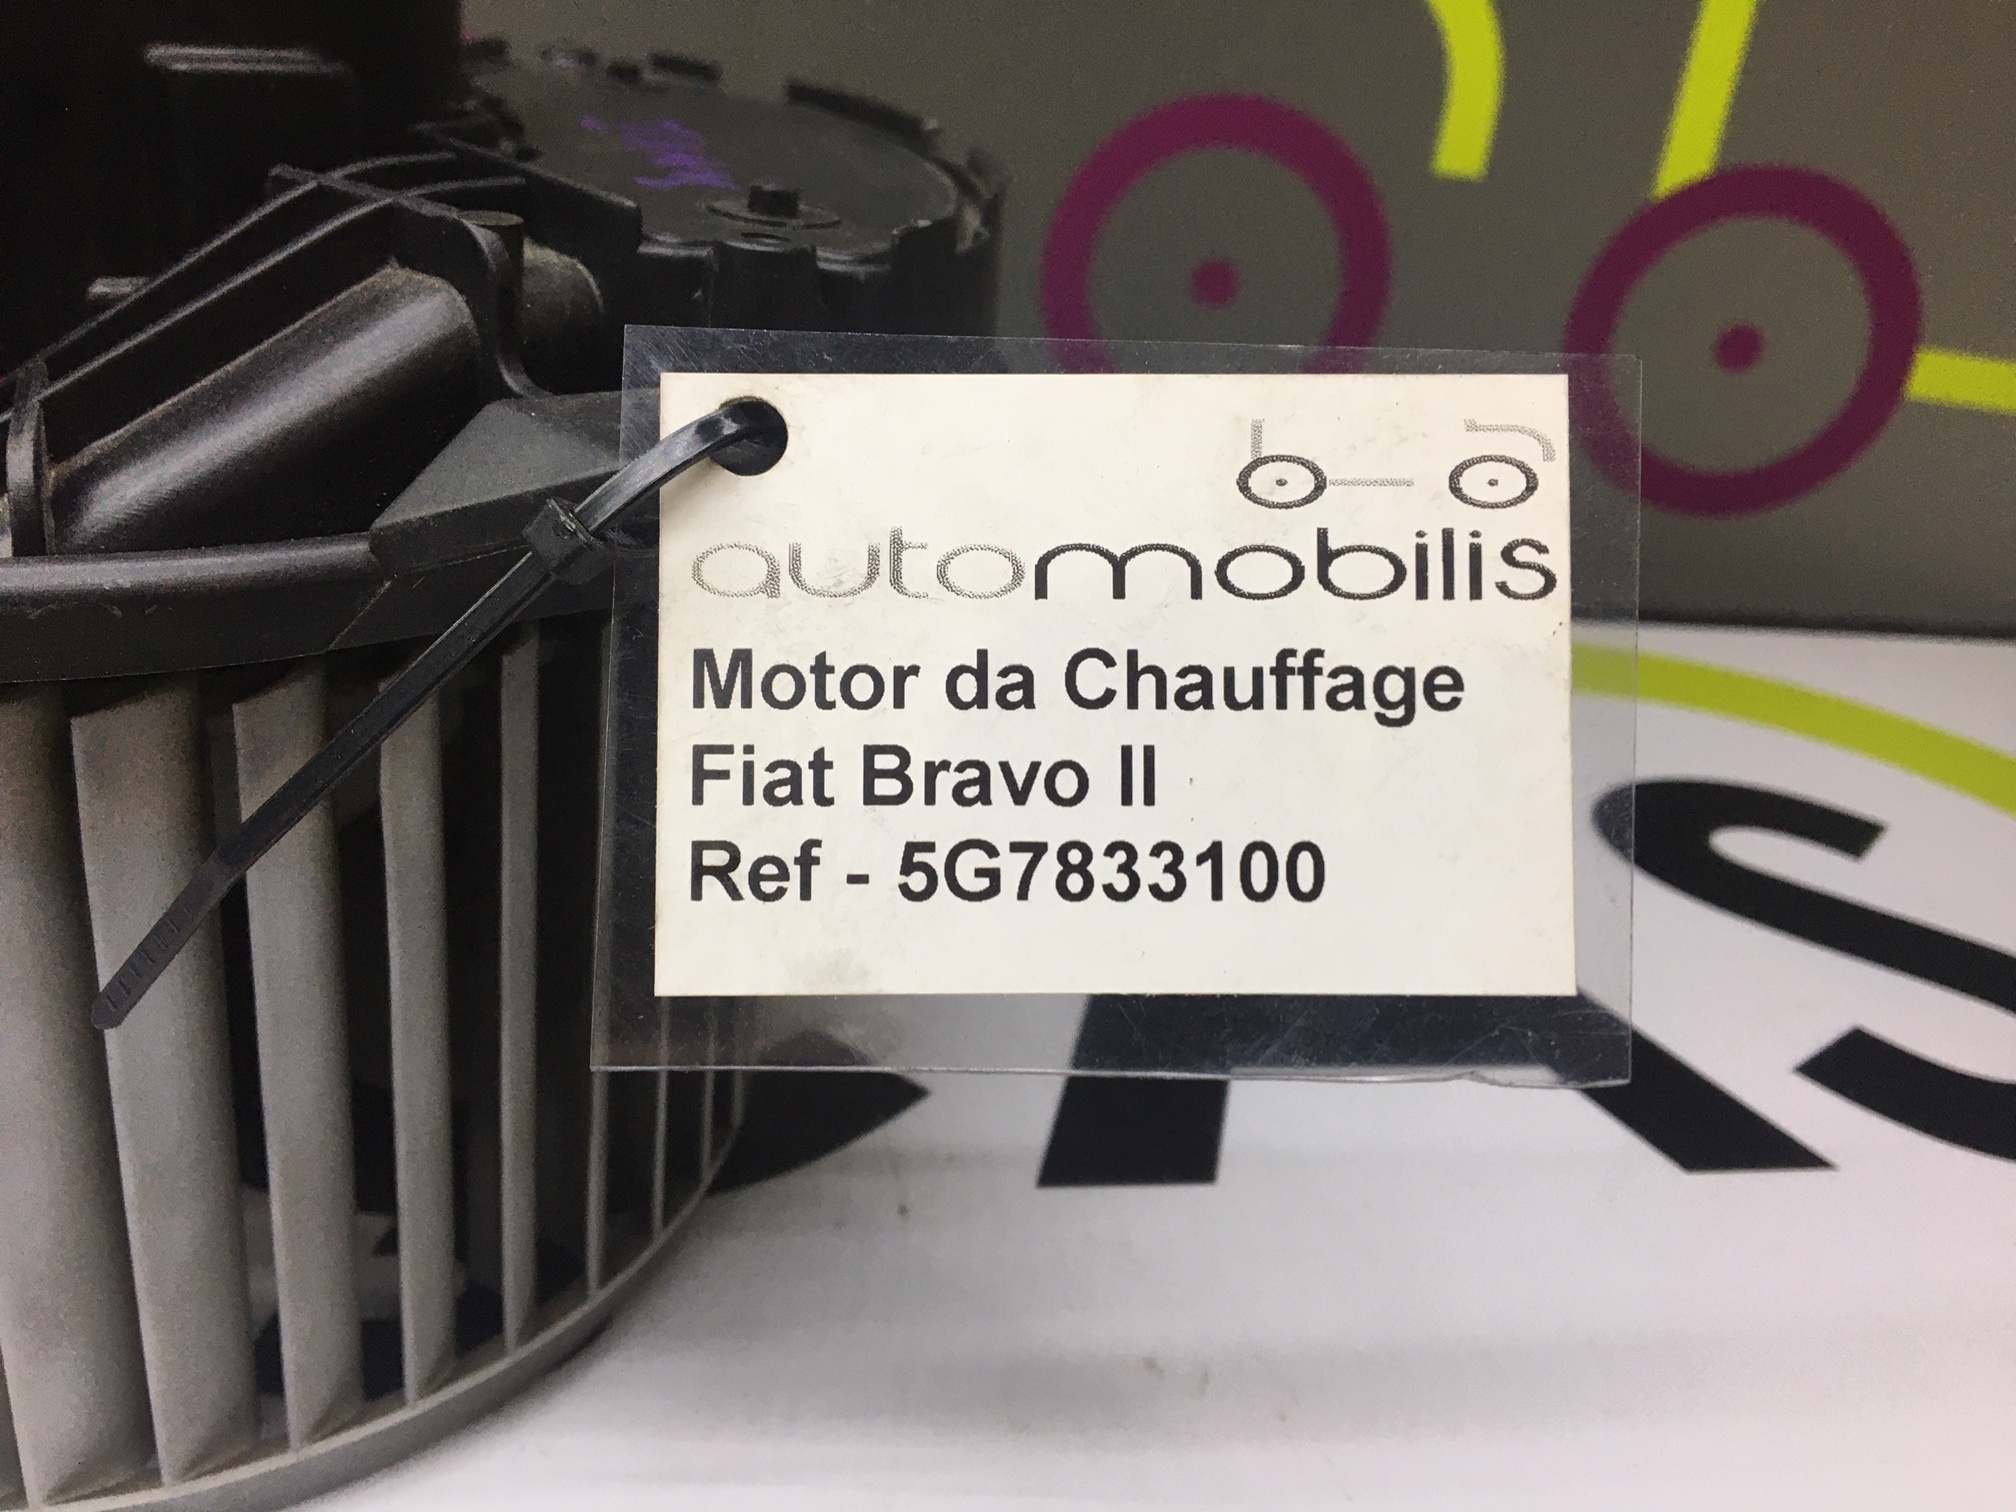 automobilis
Motor da Chauffage
Fiat Bravo II
Ref - 5G7833100